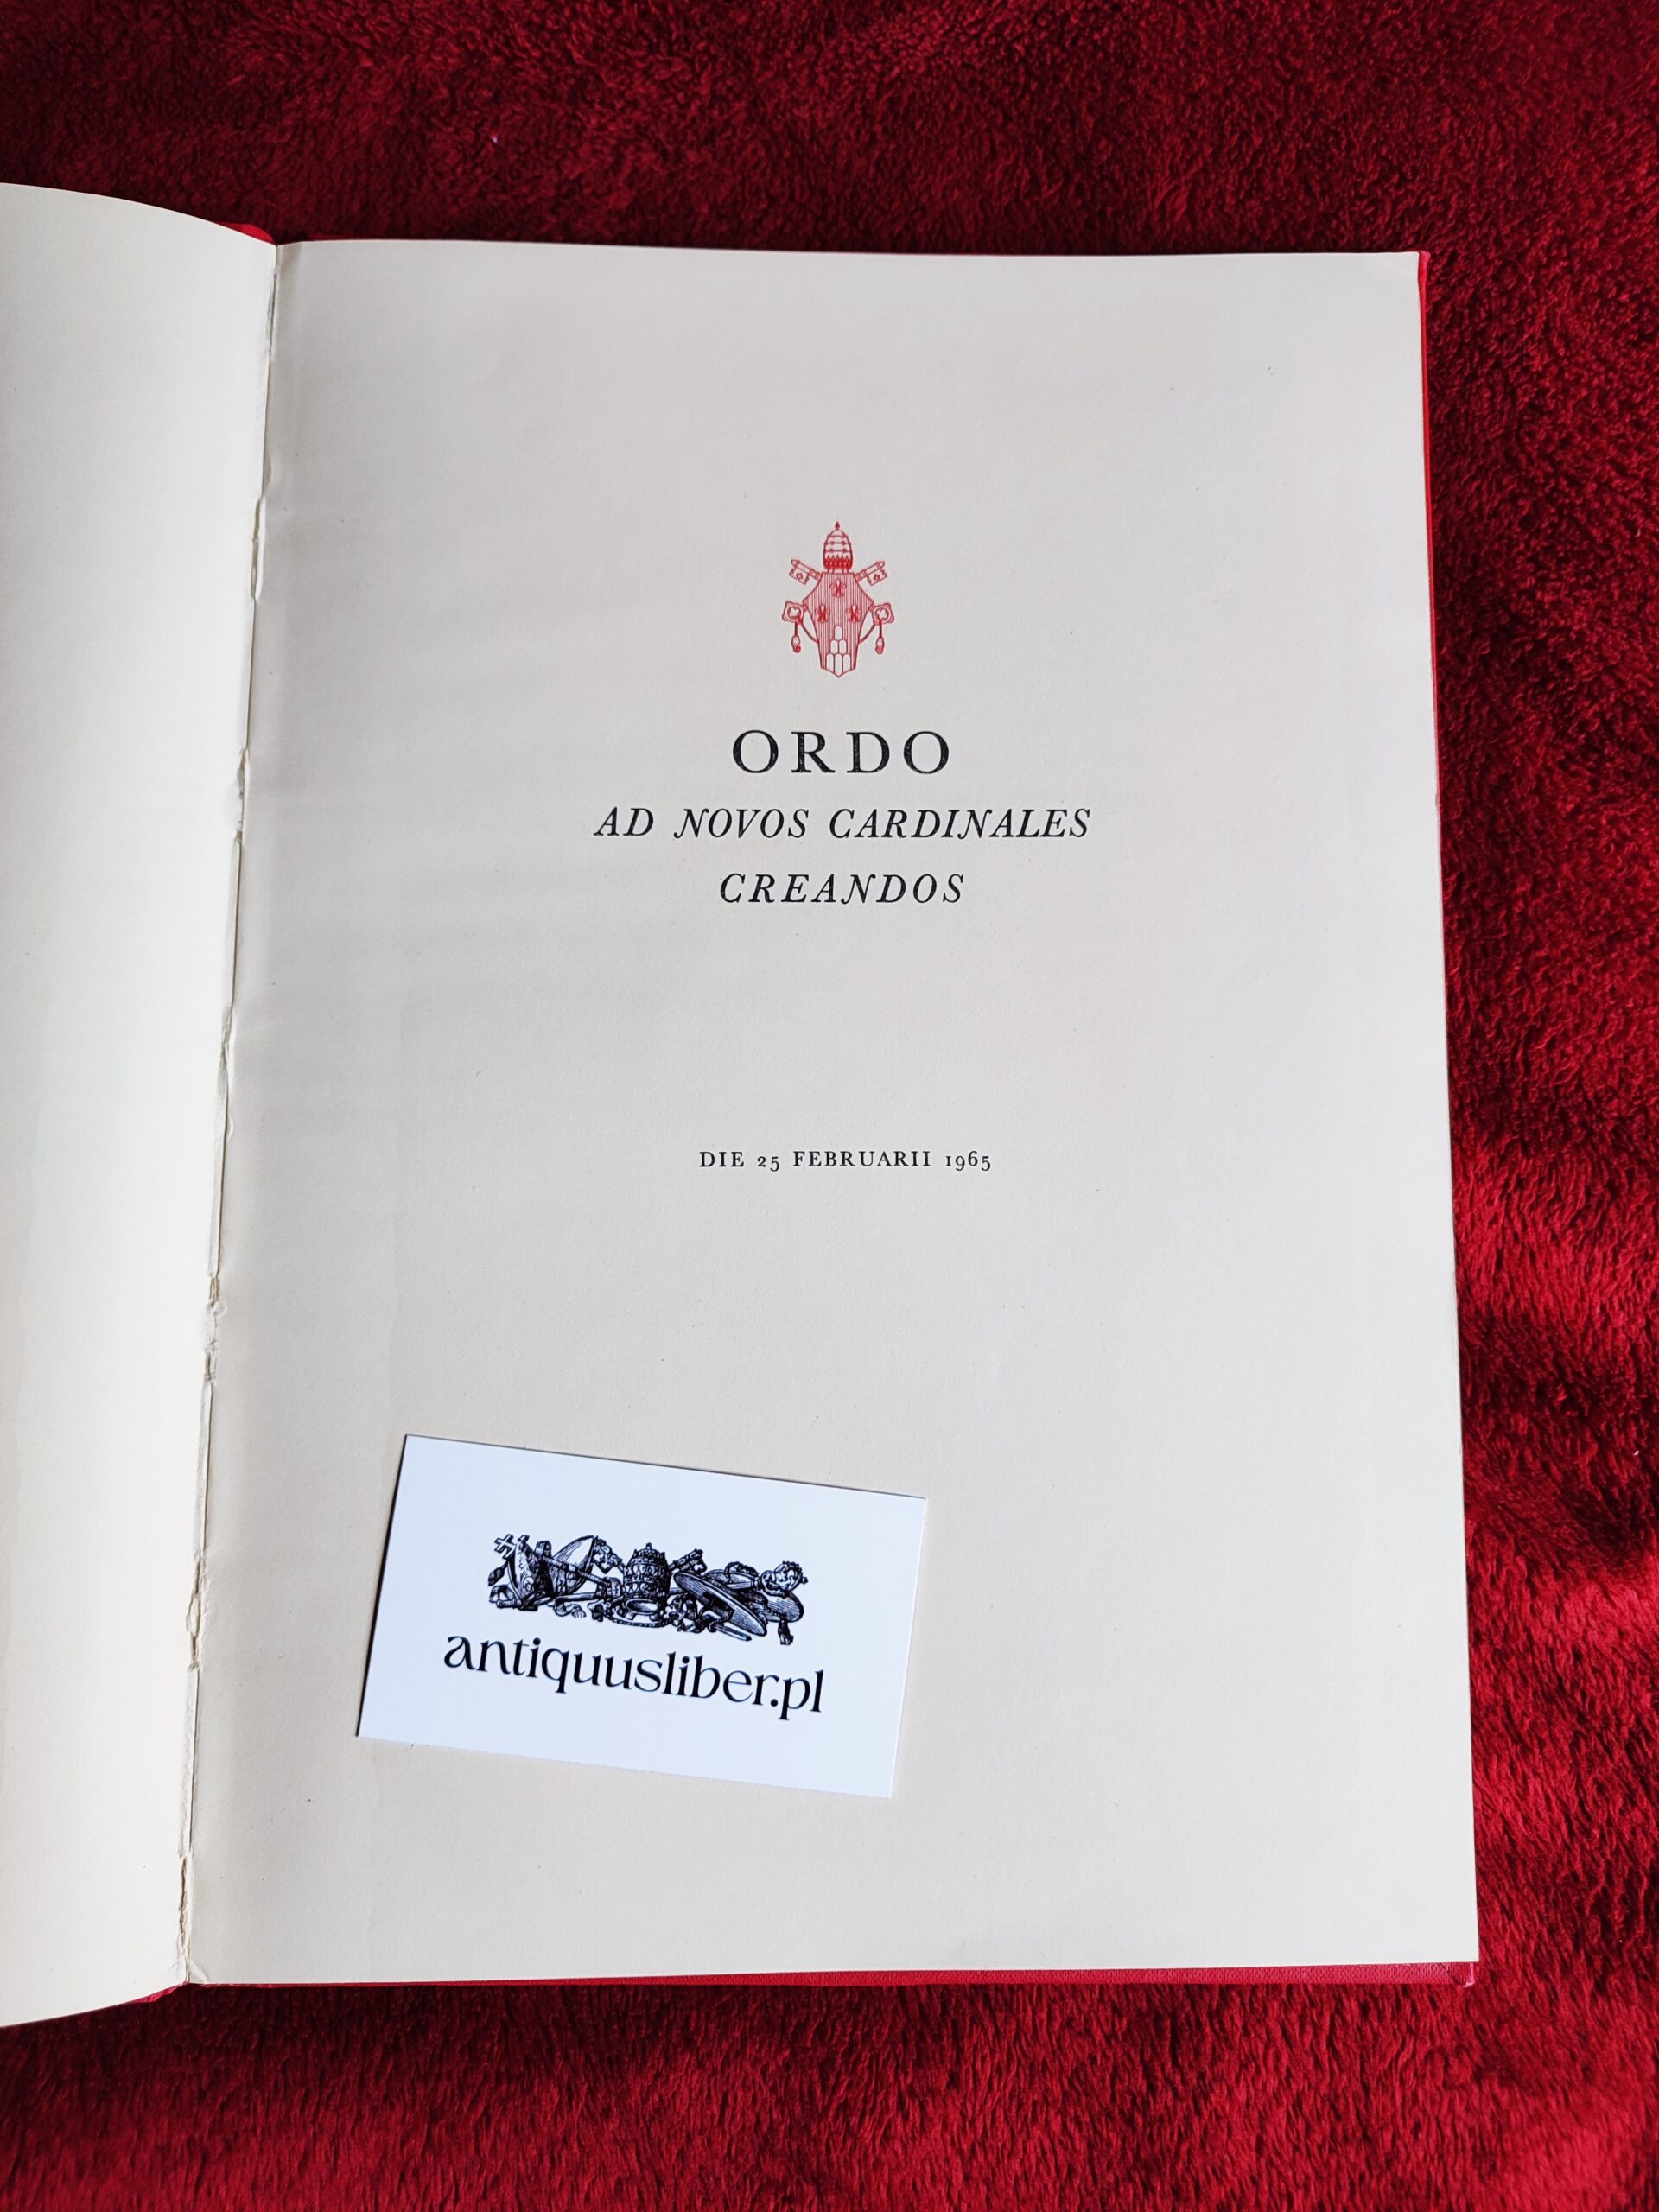 ORDO
AD NOVOS CARDINALES
CREANDOS
DIE 25 FEBRUARII 1965
antiquusliber.pl